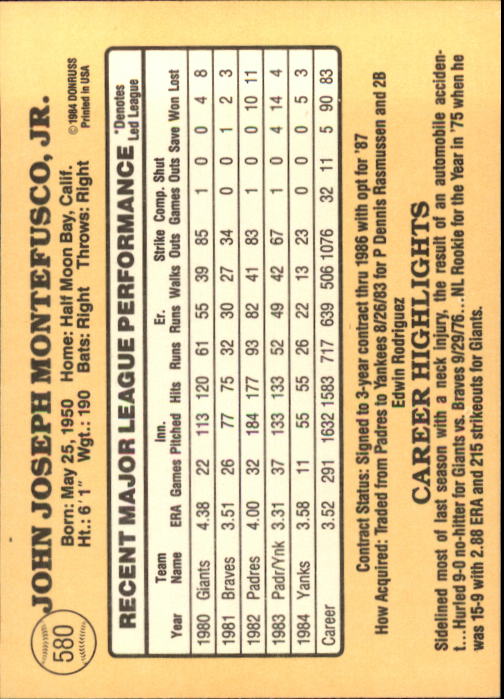 580
JOHN JOSEPH MONTEFUSCO, JR.
Born: May 25, 1950 Home: Half Moon Bay, Calif.
Ht.: 6'1" Wgt.: 190 Bats: Right Throws: Right
© 1984 DONRUSS
Printed in USA
RECENT MAJOR LEAGUE PERFORMANCE
*Denotes
Led League
Team Inn. Er. Strike Comp. Shut
Year Name ERA Games Pitched Hits Runs Runs Walks Outs Games Outs Save Won Lost
1980 Giants 4.38 22 113 120 61 55 39 85 1 0 0 4 8
1981 Braves 3.51 26 77 75 32 30 27 34 0 0 1 2 3
1982 Padres 4.00 32 184 177 93 82 41 83 1 0 0 10 11
1983 Padr/Ynk 3.31 37 133 133 52 49 42 67 1 0 4 14 4
1984 Yanks 3.58 11 55 55 26 22 13 23 0 0 0 5 3
Career 3.52 291 1632 1583 717 639 506 1076 32 11 5 90 83
Contract Status: Signed to 3-year contract thru 1986 with opt for '87
How Acquired: Traded from Padres to Yankees 8/26/83 for P Dennis Rasmussen and 2B
Edwin Rodriguez
CAREER HIGHLIGHTS
Sidelined most of last season with a neck injury, the result of an automobile acciden-
t...Hurled 9-0 no-hitter for Giants vs. Braves 9/29/76...NL Rookie for the Year in '75 when he
was 15-9 with 2.88 ERA and 215 strikeouts for Giants.